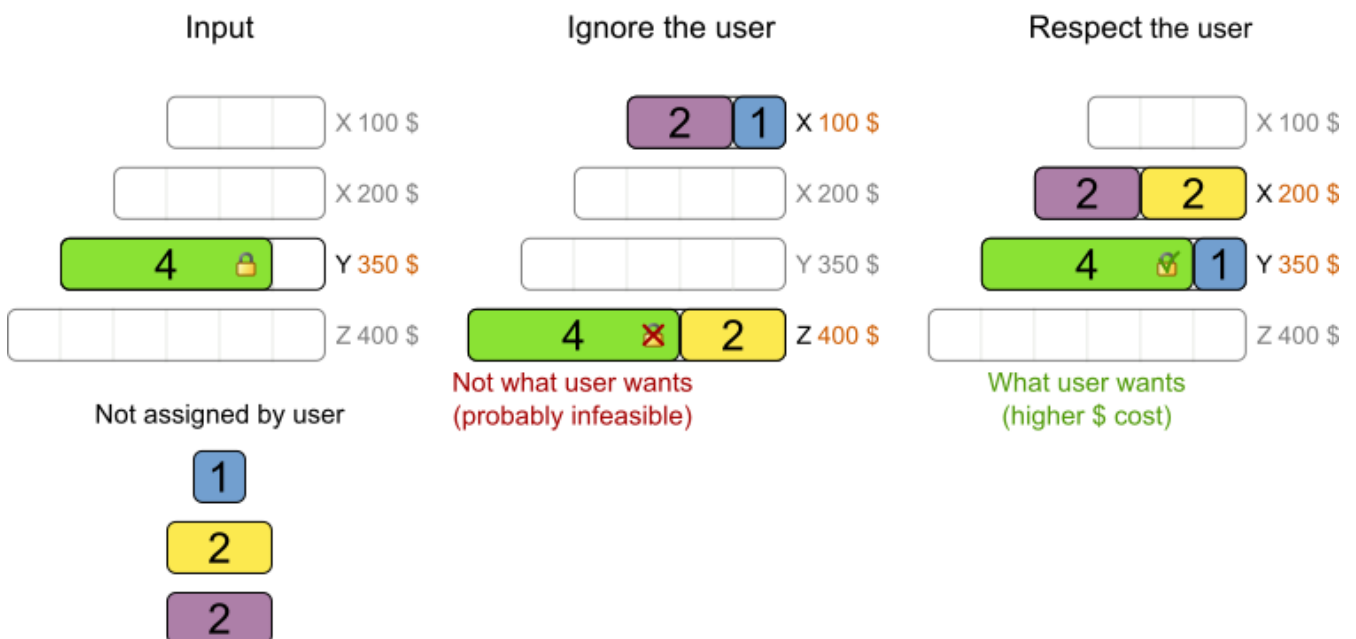 Input
X 100 $
X 200 $
4
Y 350 $
Z 400 $
Not assigned by user
1
2
2
Ignore the user
2 1 X 100 $
X 200 $
Y 350 $
4 2 Z 400 $
Not what user wants
(probably infeasible)
Respect the user
X 100 $
2 2 X 200 $
4 1 Y 350 $
Z 400 $
What user wants
(higher $ cost)